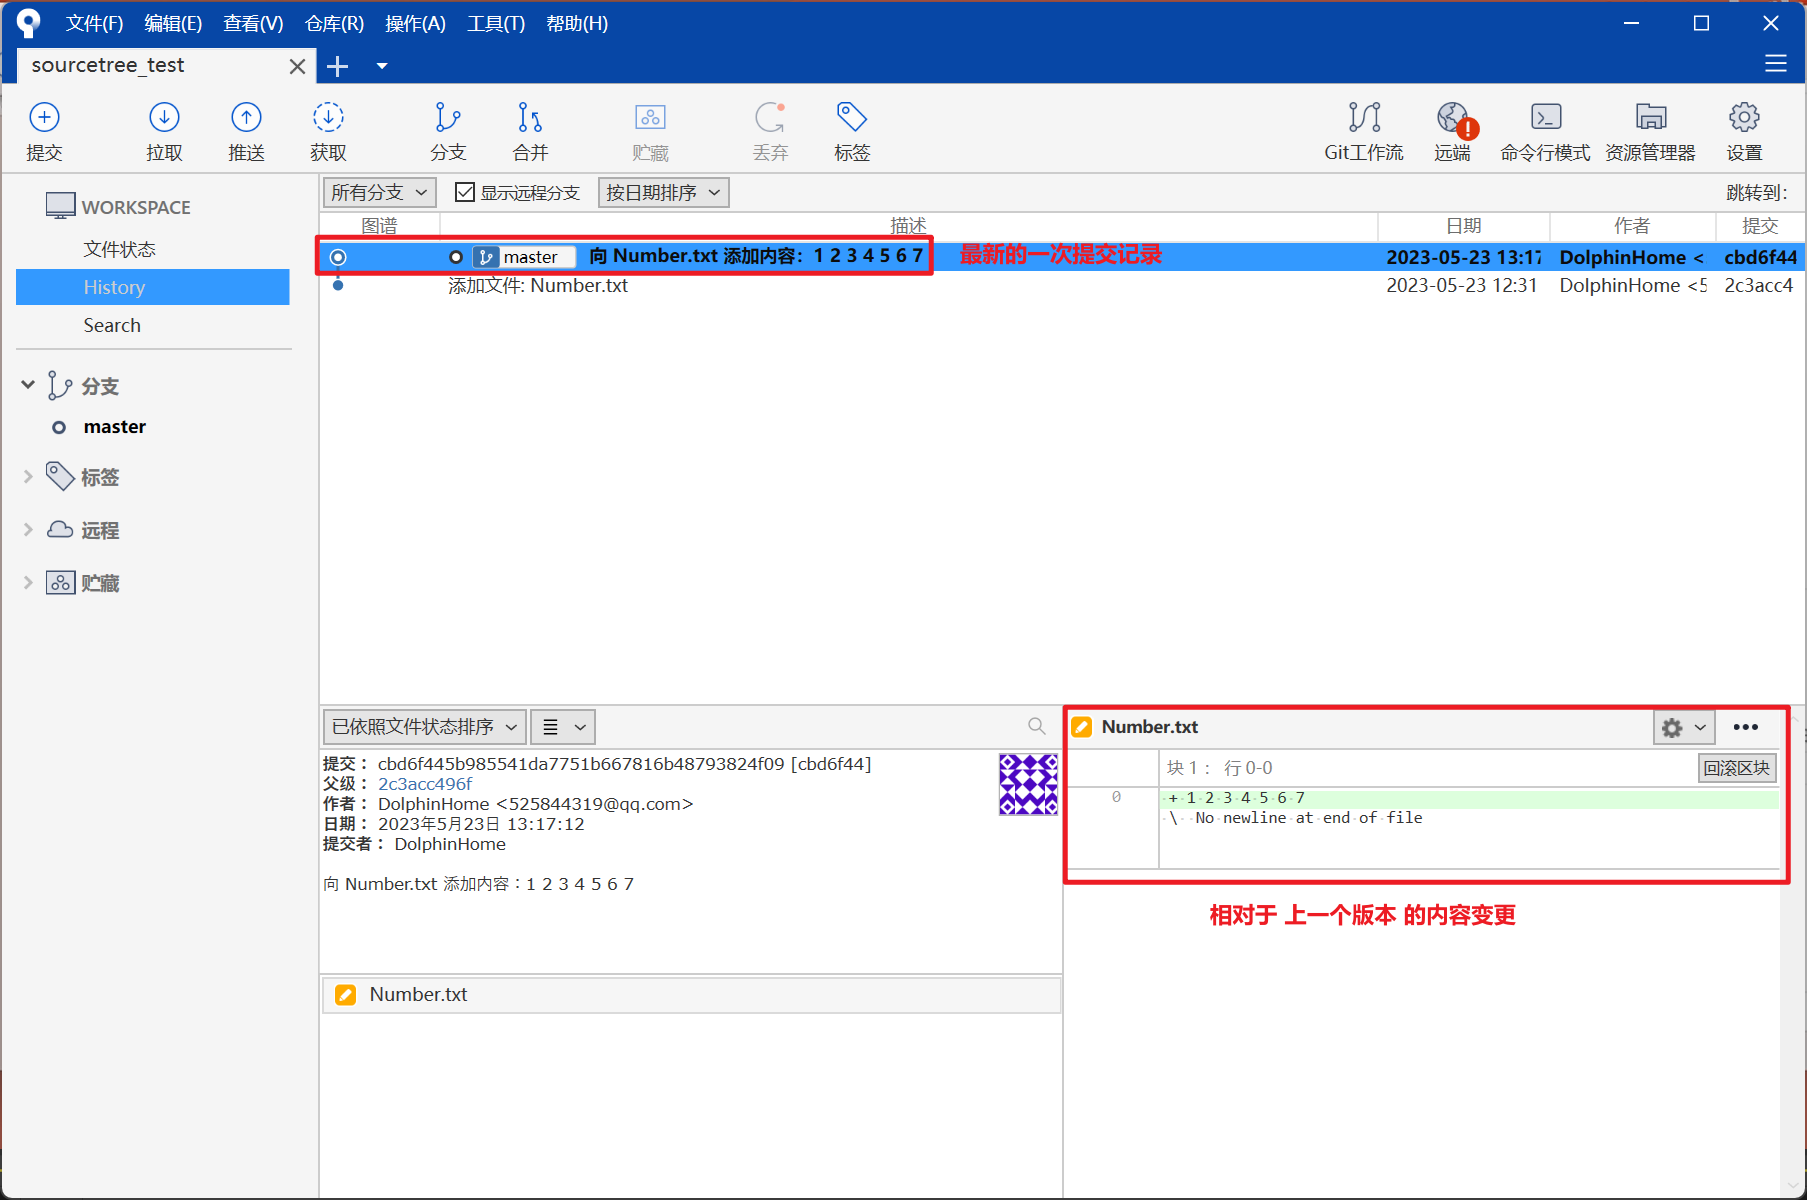 文件(F) 编辑(E) 查看(V) 仓库(R) 操作(A) 工具(T) 帮助(H)
sourcetree_test
提交 拉取 推送 获取 分支 合并 贮藏 丢弃 标签 Git工作流 远端 命令行模式 资源管理器 设置
WORKSPACE
文件状态
History
Search
分支
master
标签
远程
贮藏
所有分支 显示远程分支 按日期排序 跳转到:
图谱 描述 日期 作者 提交
master 向 Number.txt 添加内容: 1 2 3 4 5 6 7 最新的一次提交记录 2023-05-23 13:17 DolphinHome < cbd6f44
添加文件: Number.txt 2023-05-23 12:31 DolphinHome <5 2c3acc4
已依照文件状态排序
提交: cbd6f445b985541da7751b667816b48793824f09 [cbd6f44]
父级: 2c3acc496f
作者: DolphinHome <525844319@qq.com>
日期: 2023年5月23日 13:17:12
提交者: DolphinHome
向 Number.txt 添加内容:1 2 3 4 5 6 7
Number.txt
Number.txt
块 1: 行 0-0 回滚区块
0 + 1 2 3 4 5 6 7
\ No newline at end of file
相对于 上一个版本 的内容变更